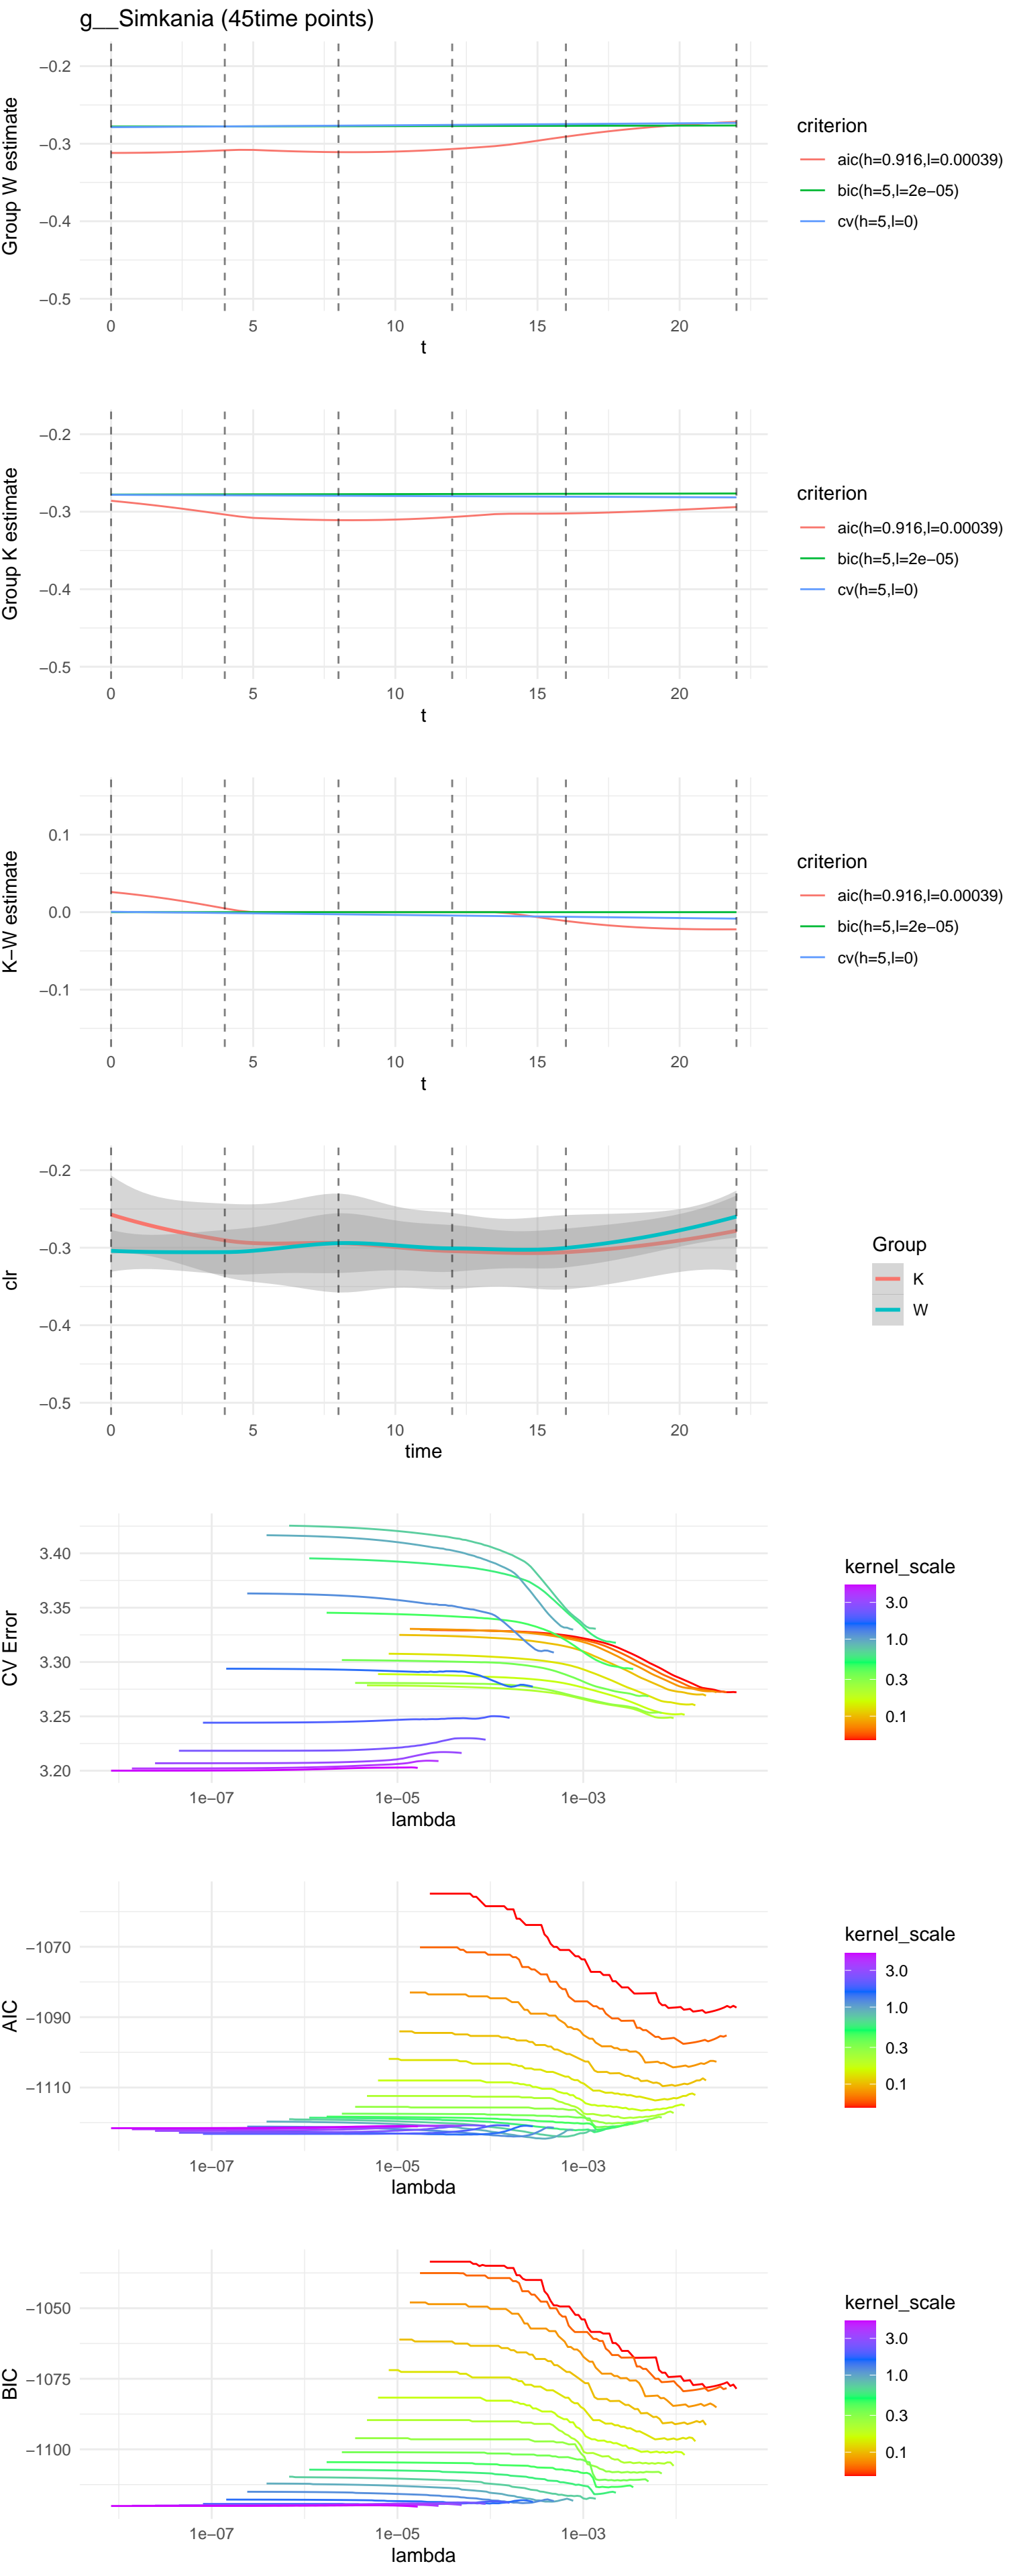 g__Simkania (45time points)
−0.2
−0.3
−0.4
−0.5
Group W estimate
0 5 10 15 20
t
criterion
aic(h=0.916,l=0.00039)
bic(h=5,l=2e−05)
cv(h=5,l=0)
−0.2
−0.3
−0.4
−0.5
Group K estimate
0 5 10 15 20
t
criterion
aic(h=0.916,l=0.00039)
bic(h=5,l=2e−05)
cv(h=5,l=0)
0.1
0.0
−0.1
K−W estimate
0 5 10 15 20
t
criterion
aic(h=0.916,l=0.00039)
bic(h=5,l=2e−05)
cv(h=5,l=0)
−0.2
−0.3
−0.4
−0.5
clr
0 5 10 15 20
time
Group
K
W
3.40
3.35
3.30
3.25
3.20
CV Error
1e−07 1e−05 1e−03
lambda
kernel_scale
3.0
1.0
0.3
0.1
−1070
−1090
−1110
AIC
1e−07 1e−05 1e−03
lambda
kernel_scale
3.0
1.0
0.3
0.1
−1050
−1075
−1100
BIC
1e−07 1e−05 1e−03
lambda
kernel_scale
3.0
1.0
0.3
0.1